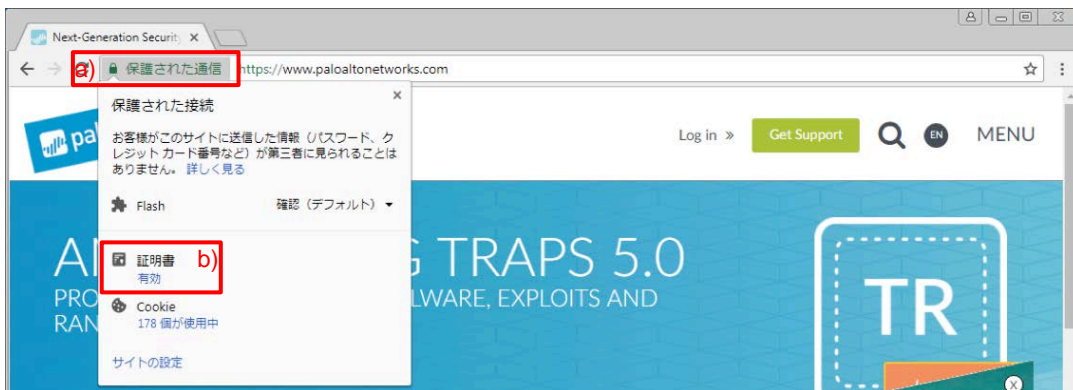 Next-Generation Securit
a) 保護された通信 https://www.paloaltonetworks.com
保護された接続
お客様がこのサイトに送信した情報（パスワード、ク
レジット カード番号など）が第三者に見られることは
ありません。 詳しく見る
Flash 確認（デフォルト）
証明書 b)
有効
Cookie
178 個が使用中
サイトの設定
pa
Log in » Get Support EN MENU
A G TRAPS 5.0
PRO LWARE, EXPLOITS AND
RAN
TR